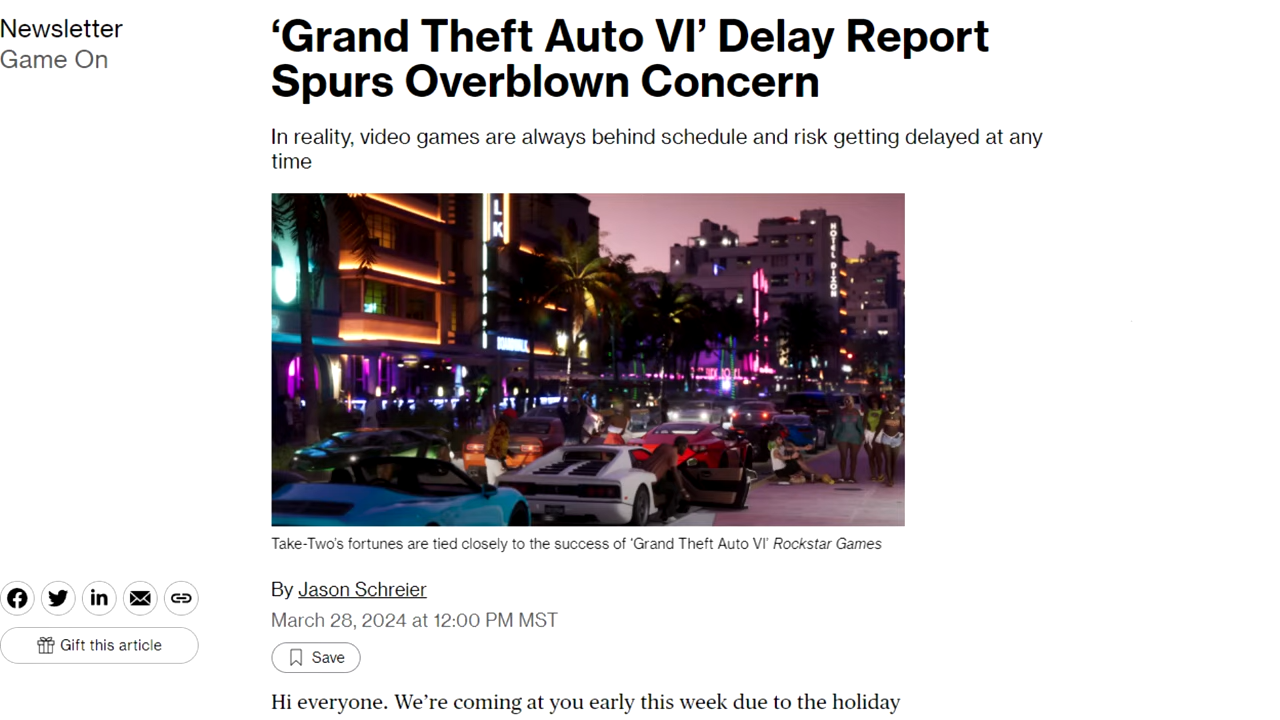 Newsletter
Game On
‘Grand Theft Auto VI’ Delay Report
Spurs Overblown Concern
In reality, video games are always behind schedule and risk getting delayed at any
time
L
K
HOTEL DIXON
Take-Two’s fortunes are tied closely to the success of ‘Grand Theft Auto VI’ Rockstar Games
By Jason Schreier
March 28, 2024 at 12:00 PM MST
Save
Gift this article
Hi everyone. We’re coming at you early this week due to the holiday